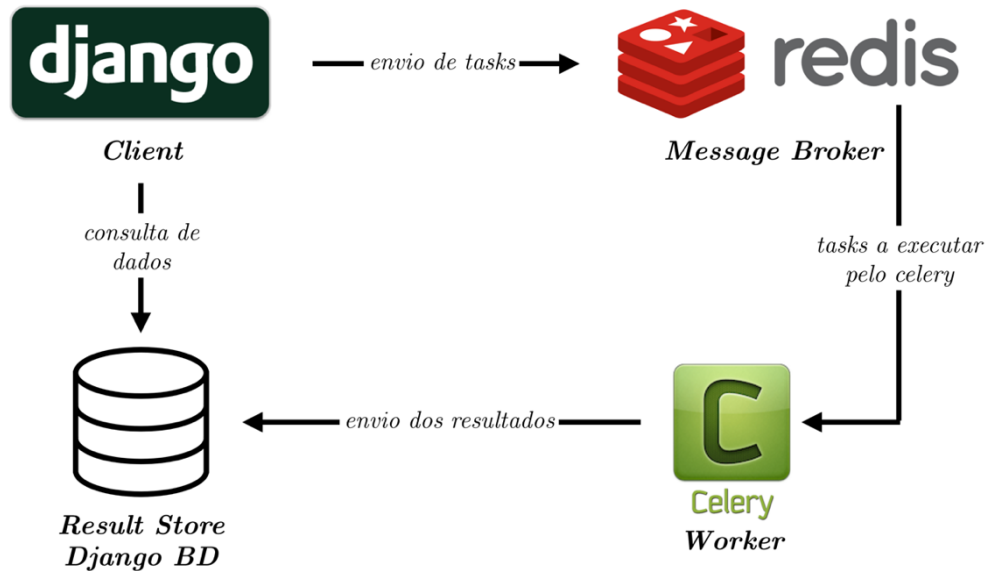 django
envio de tasks
redis
Client
Message Broker
consulta de
dados
tasks a executar
pelo celery
envio dos resultados
C
Celery
Result Store
Django BD
Worker